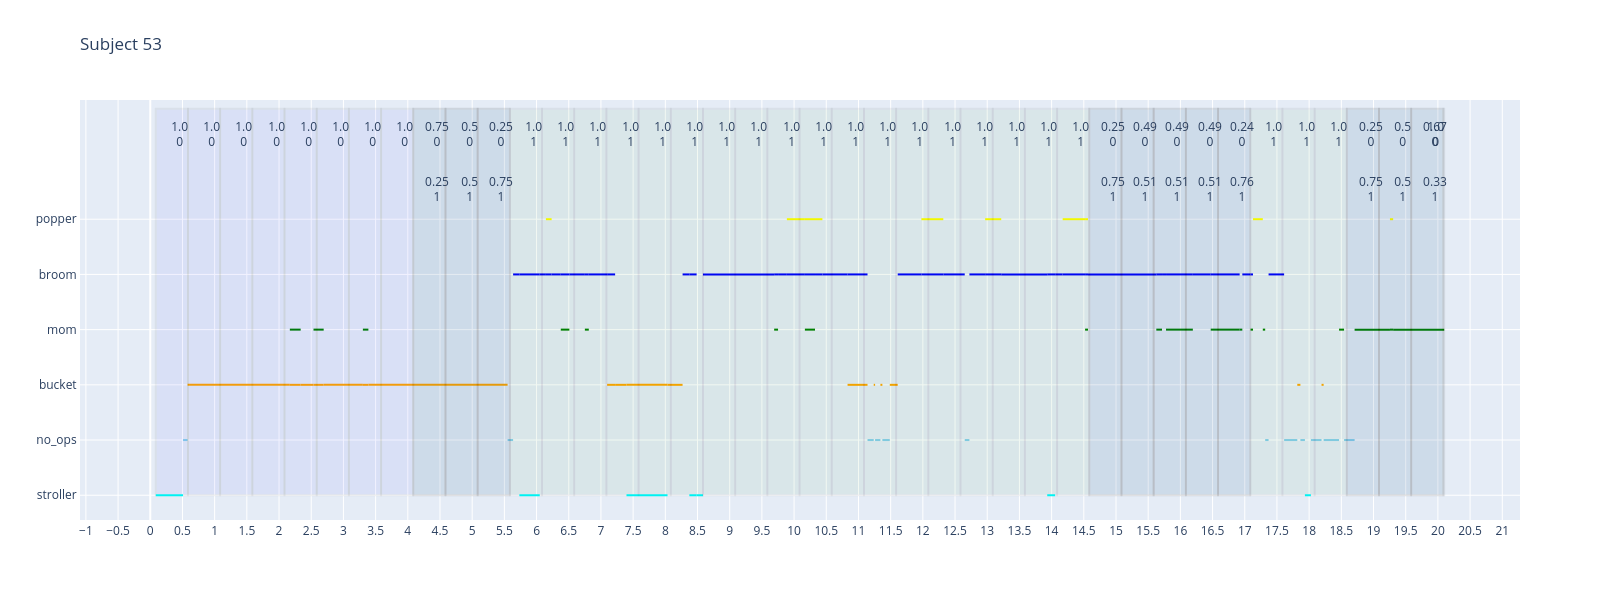 Subject 53
1.0 1.0 1.0 1.0 1.0 1.0 1.0 1.0 0.75 0.5 0.25 1.0 1.0 1.0 1.0 1.0 1.0 1.0 1.0 1.0 1.0 1.0 1.0 1.0 1.0 1.0 1.0 1.0 1.0 0.25 0.49 0.49 0.49 0.24 1.0 1.0 1.0 0.25 0.5
0 0 0 0 0 0 0 0 0 0 0 1 1 1 1 1 1 1 1 1 1 1 1 1 1 1 1 1 1 0 0 0 0 0 1 1 1 0 0 0
0.25 0.5 0.75 0.75 0.51 0.51 0.51 0.76 0.75 0.5 0.33
1 1 1 1 1 1 1 1 1 1 1
popper
broom
mom
bucket
no_ops
stroller
−1 −0.5 0 0.5 1 1.5 2 2.5 3 3.5 4 4.5 5 5.5 6 6.5 7 7.5 8 8.5 9 9.5 10 10.5 11 11.5 12 12.5 13 13.5 14 14.5 15 15.5 16 16.5 17 17.5 18 18.5 19 19.5 20 20.5 21